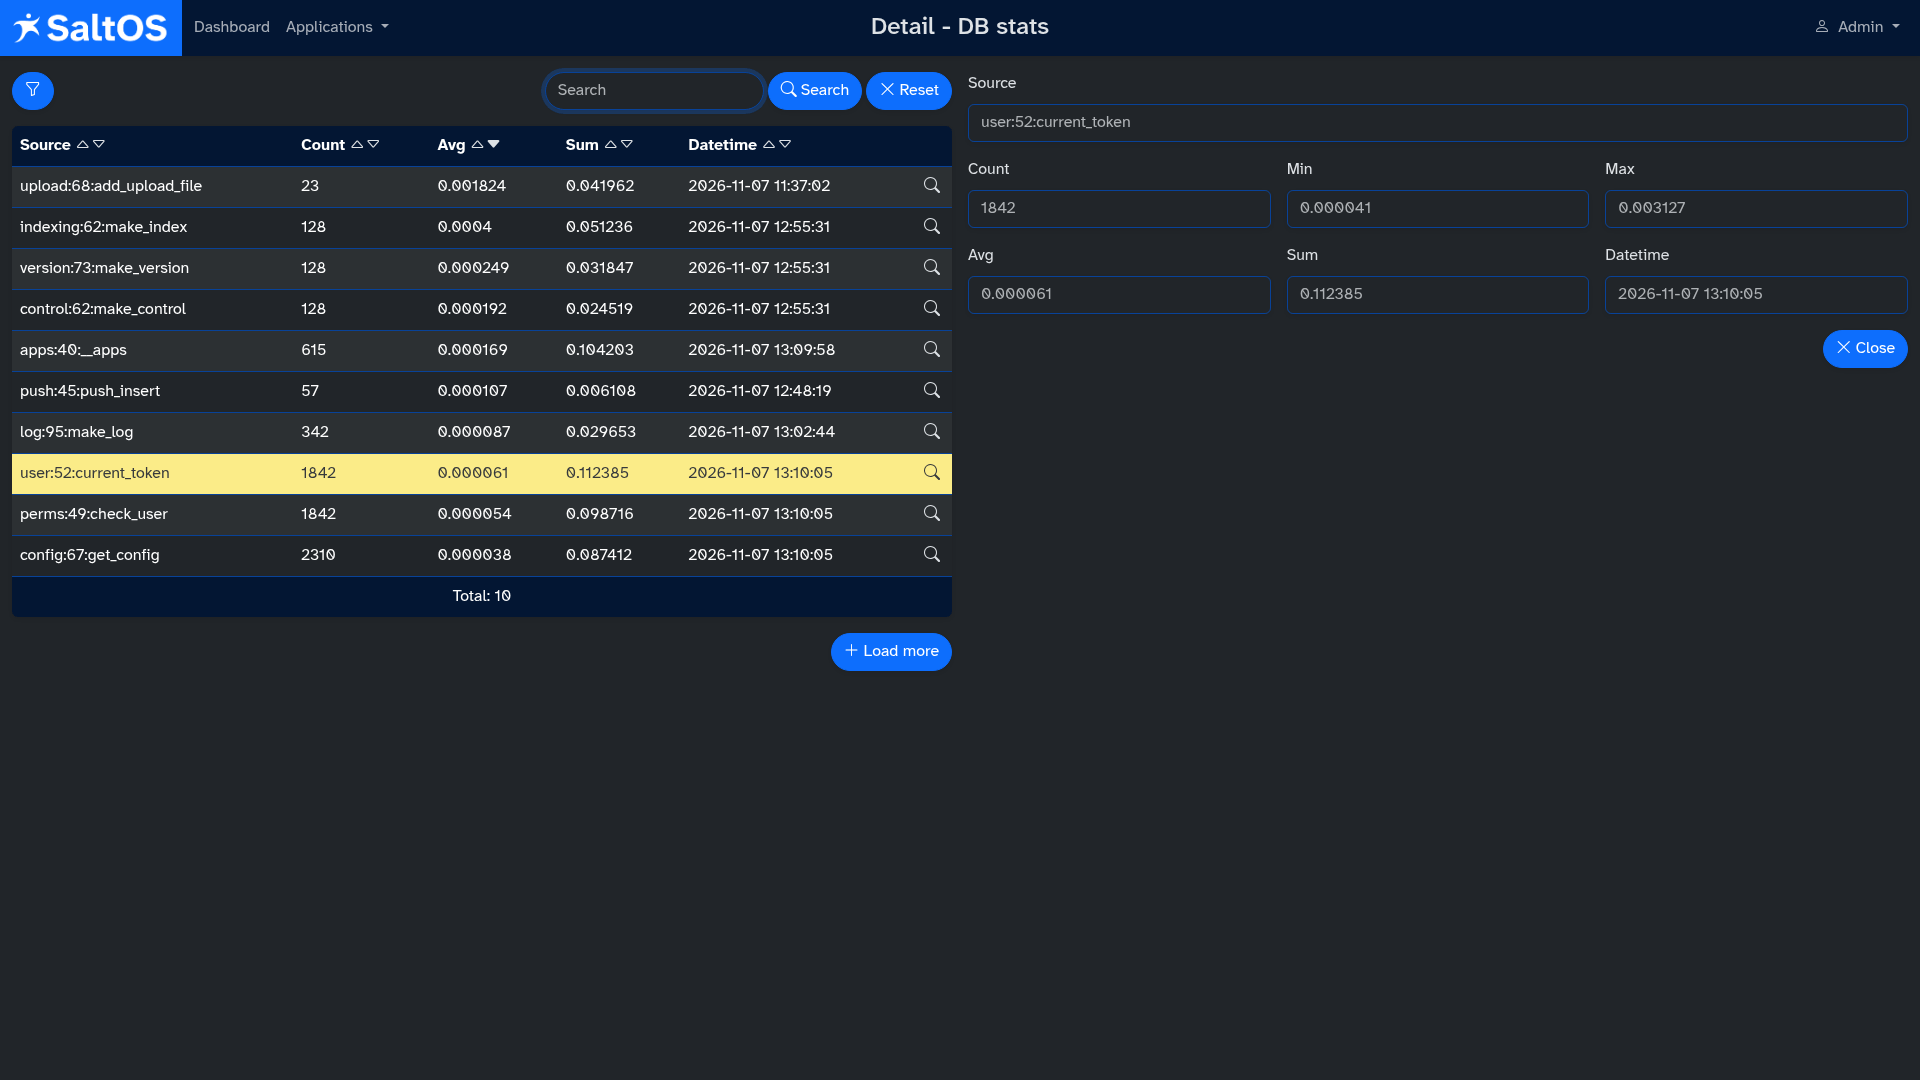 SaltOS Dashboard Applications Detail - DB stats Admin
Search Search Reset
Source Count Avg Sum Datetime
upload:68:add_upload_file 23 0.001824 0.041962 2026-11-07 11:37:02
indexing:62:make_index 128 0.0004 0.051236 2026-11-07 12:55:31
version:73:make_version 128 0.000249 0.031847 2026-11-07 12:55:31
control:62:make_control 128 0.000192 0.024519 2026-11-07 12:55:31
apps:40:__apps 615 0.000169 0.104203 2026-11-07 13:09:58
push:45:push_insert 57 0.000107 0.006108 2026-11-07 12:48:19
log:95:make_log 342 0.000087 0.029653 2026-11-07 13:02:44
user:52:current_token 1842 0.000061 0.112385 2026-11-07 13:10:05
perms:49:check_user 1842 0.000054 0.098716 2026-11-07 13:10:05
config:67:get_config 2310 0.000038 0.087412 2026-11-07 13:10:05
Total: 10
Load more
Source
user:52:current_token
Count Min Max
1842 0.000041 0.003127
Avg Sum Datetime
0.000061 0.112385 2026-11-07 13:10:05
Close